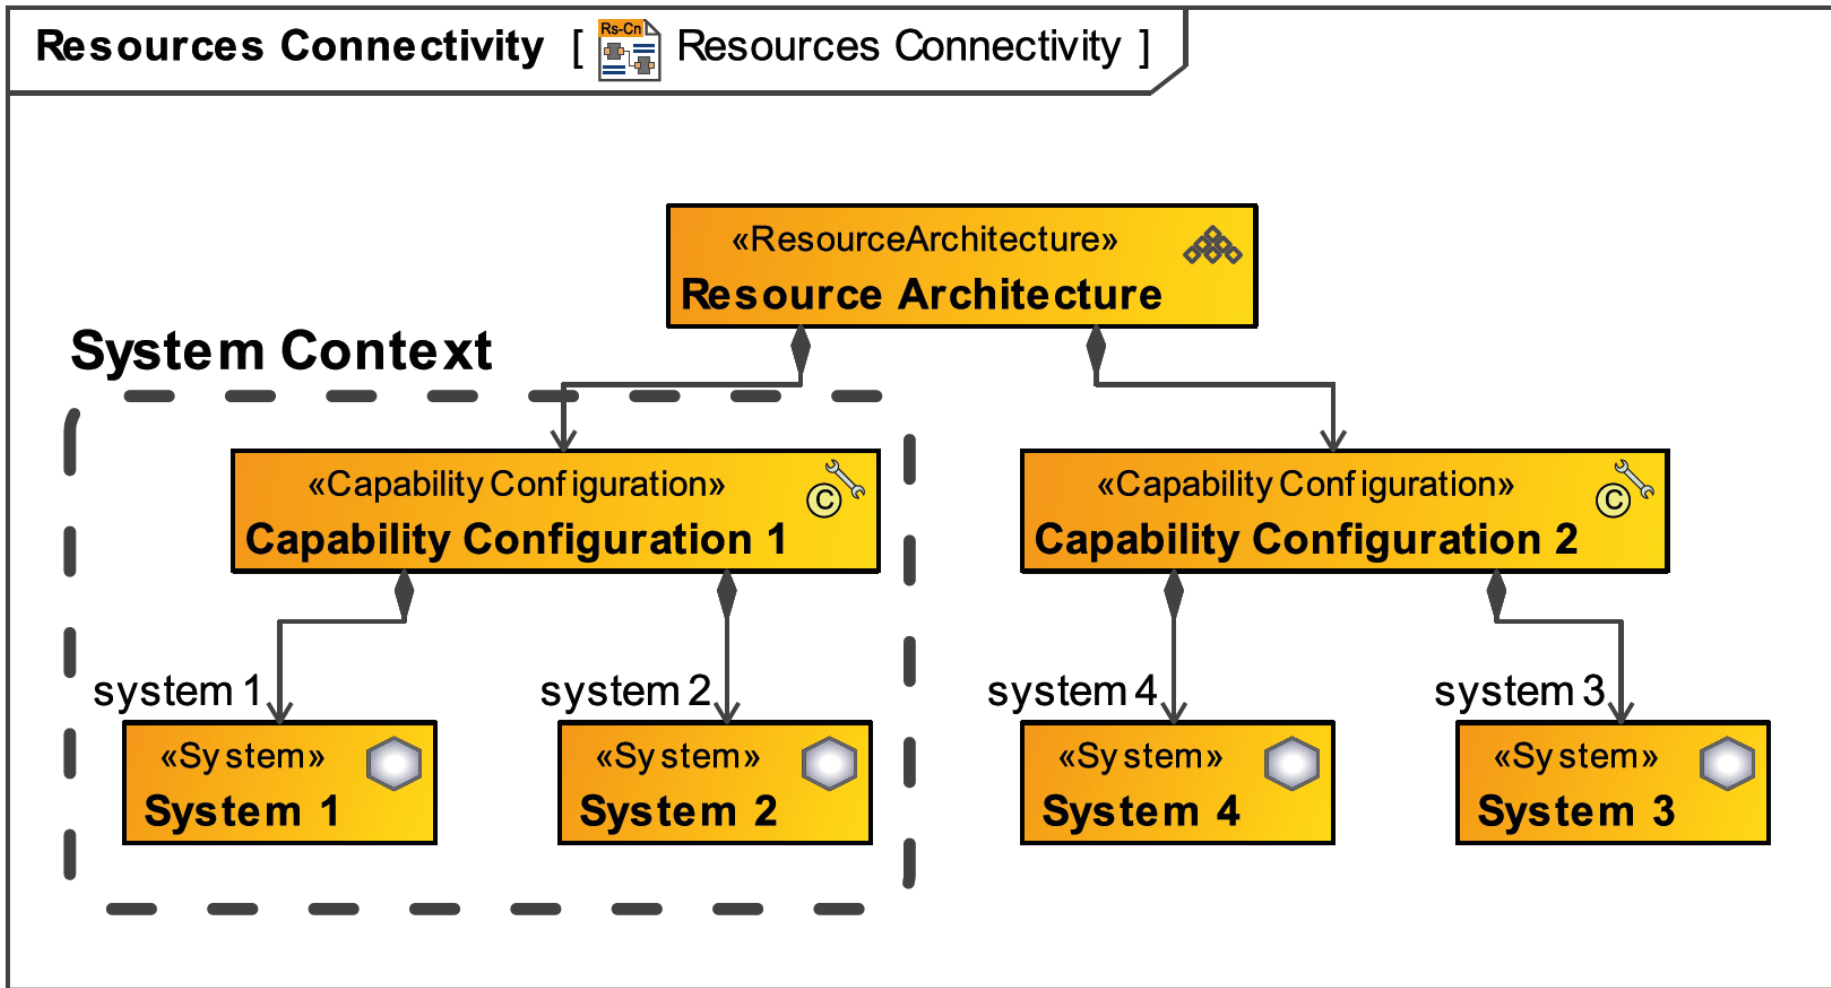 Resources Connectivity [ Rs-Cn Resources Connectivity ]
«ResourceArchitecture»
Resource Architecture
System Context
«Capability Configuration»
C
Capability Configuration 1
«Capability Configuration»
C
Capability Configuration 2
system 1
system 2
system 4
system 3
«System»
System 1
«System»
System 2
«System»
System 4
«System»
System 3